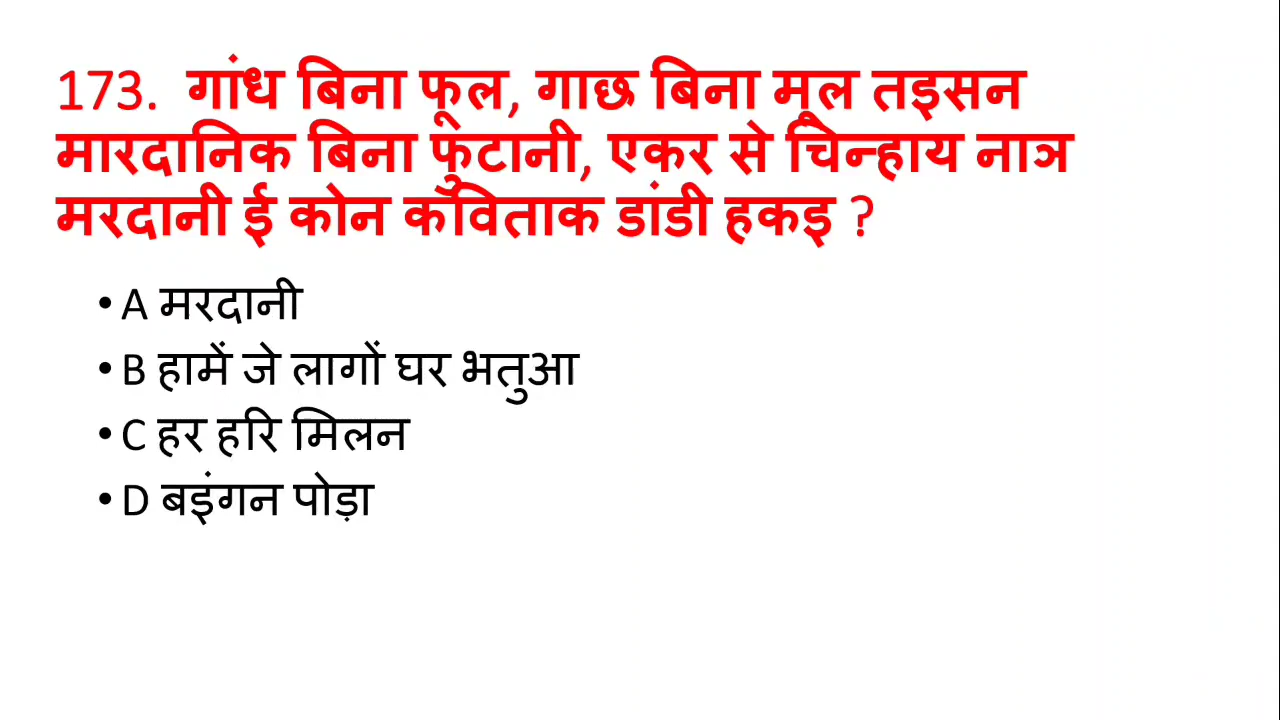 173. गांध बिना फूल, गाछ बिना मूल तइसन
मारदानिक बिना फुटानी, एकर से चिन्हाय नाञ
मरदानी ई कोन कविताक डांडी हकइ ?
• A मरदानी
• B हामें जे लागों घर भतुआ
• C हर हरि मिलन
• D बइंगन पोड़ा